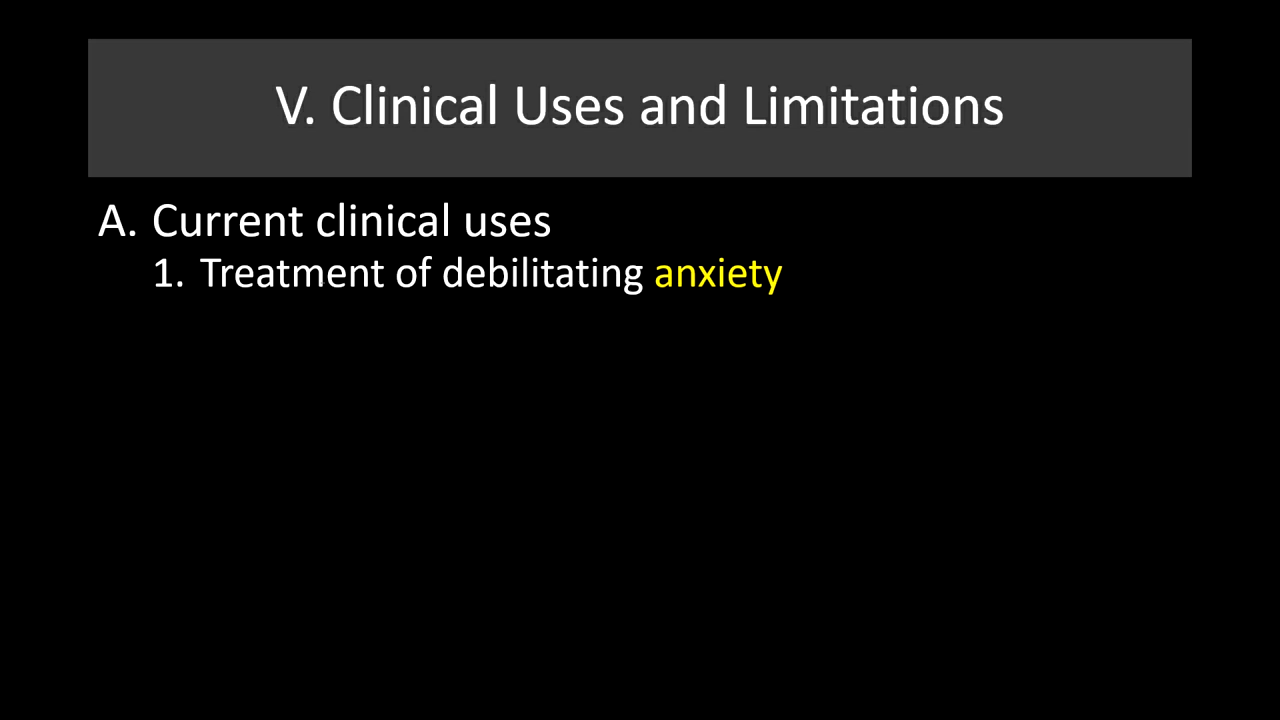 V. Clinical Uses and Limitations
A. Current clinical uses
1. Treatment of debilitating anxiety